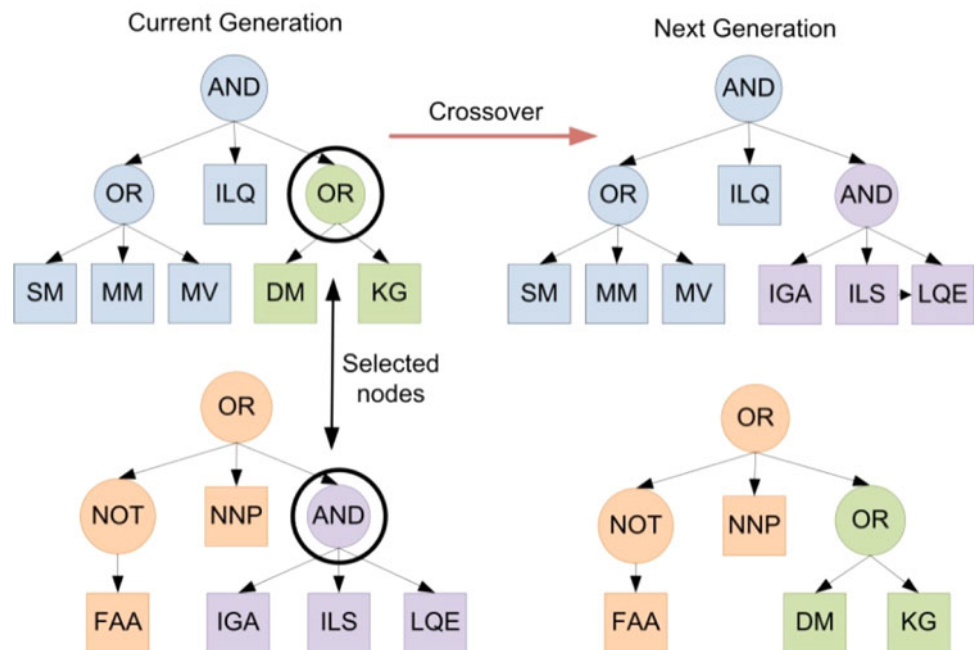 Current Generation
Next Generation
AND
AND
Crossover
OR
ILQ
OR
OR
ILQ
AND
SM
MM
MV
DM
KG
SM
MM
MV
IGA
ILS
LQE
Selected
nodes
OR
OR
NOT
NNP
AND
NOT
NNP
OR
FAA
IGA
ILS
LQE
FAA
DM
KG